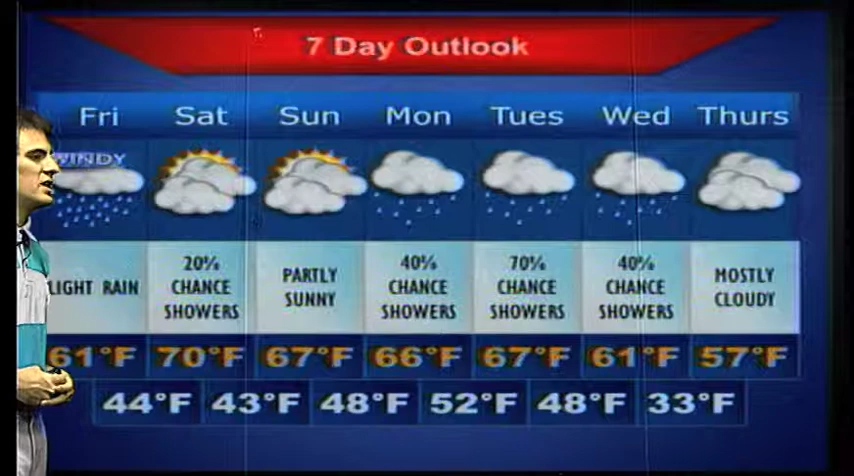 7 Day Outlook
Fri Sat Sun Mon Tues Wed Thurs
WINDY
LIGHT RAIN
20% CHANCE SHOWERS
PARTLY SUNNY
40% CHANCE SHOWERS
70% CHANCE SHOWERS
40% CHANCE SHOWERS
MOSTLY CLOUDY
61°F 70°F 67°F 66°F 67°F 61°F 57°F
44°F 43°F 48°F 52°F 48°F 33°F